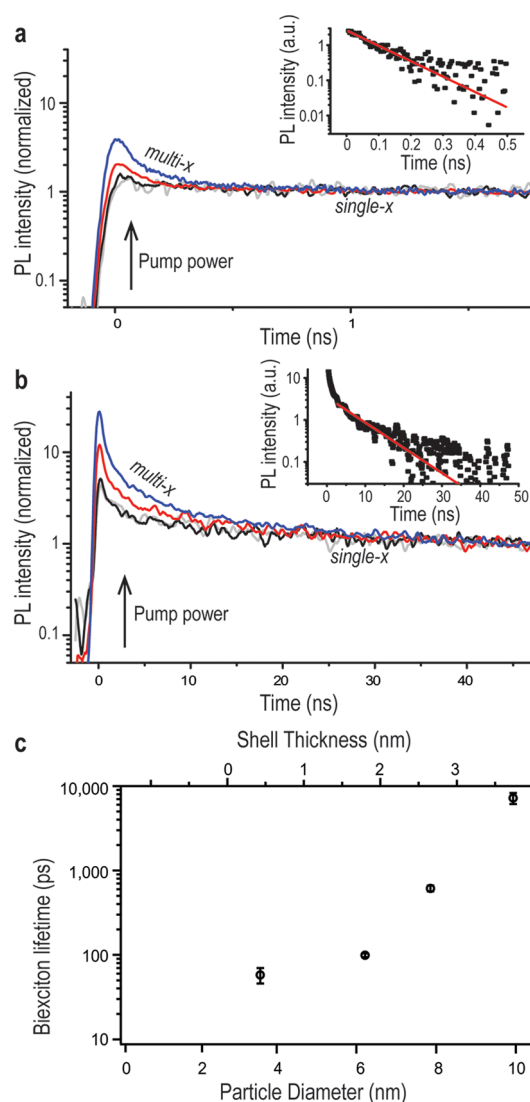 a
PL intensity (normalized)
10
1
0.1
multi-x
single-x
Pump power
0
1
Time (ns)
PL intensity (a.u.)
1
0.1
0.01
0.0 0.1 0.2 0.3 0.4 0.5
Time (ns)
b
PL intensity (normalized)
10
1
0.1
multi-x
single-x
Pump power
0 10 20 30 40
Time (ns)
PL intensity (a.u.)
10
1
0.1
0 10 20 30 40 50
Time (ns)
c
Shell Thickness (nm)
0 1 2 3
Biexciton lifetime (ps)
10,000
1,000
100
10
0 2 4 6 8 10
Particle Diameter (nm)